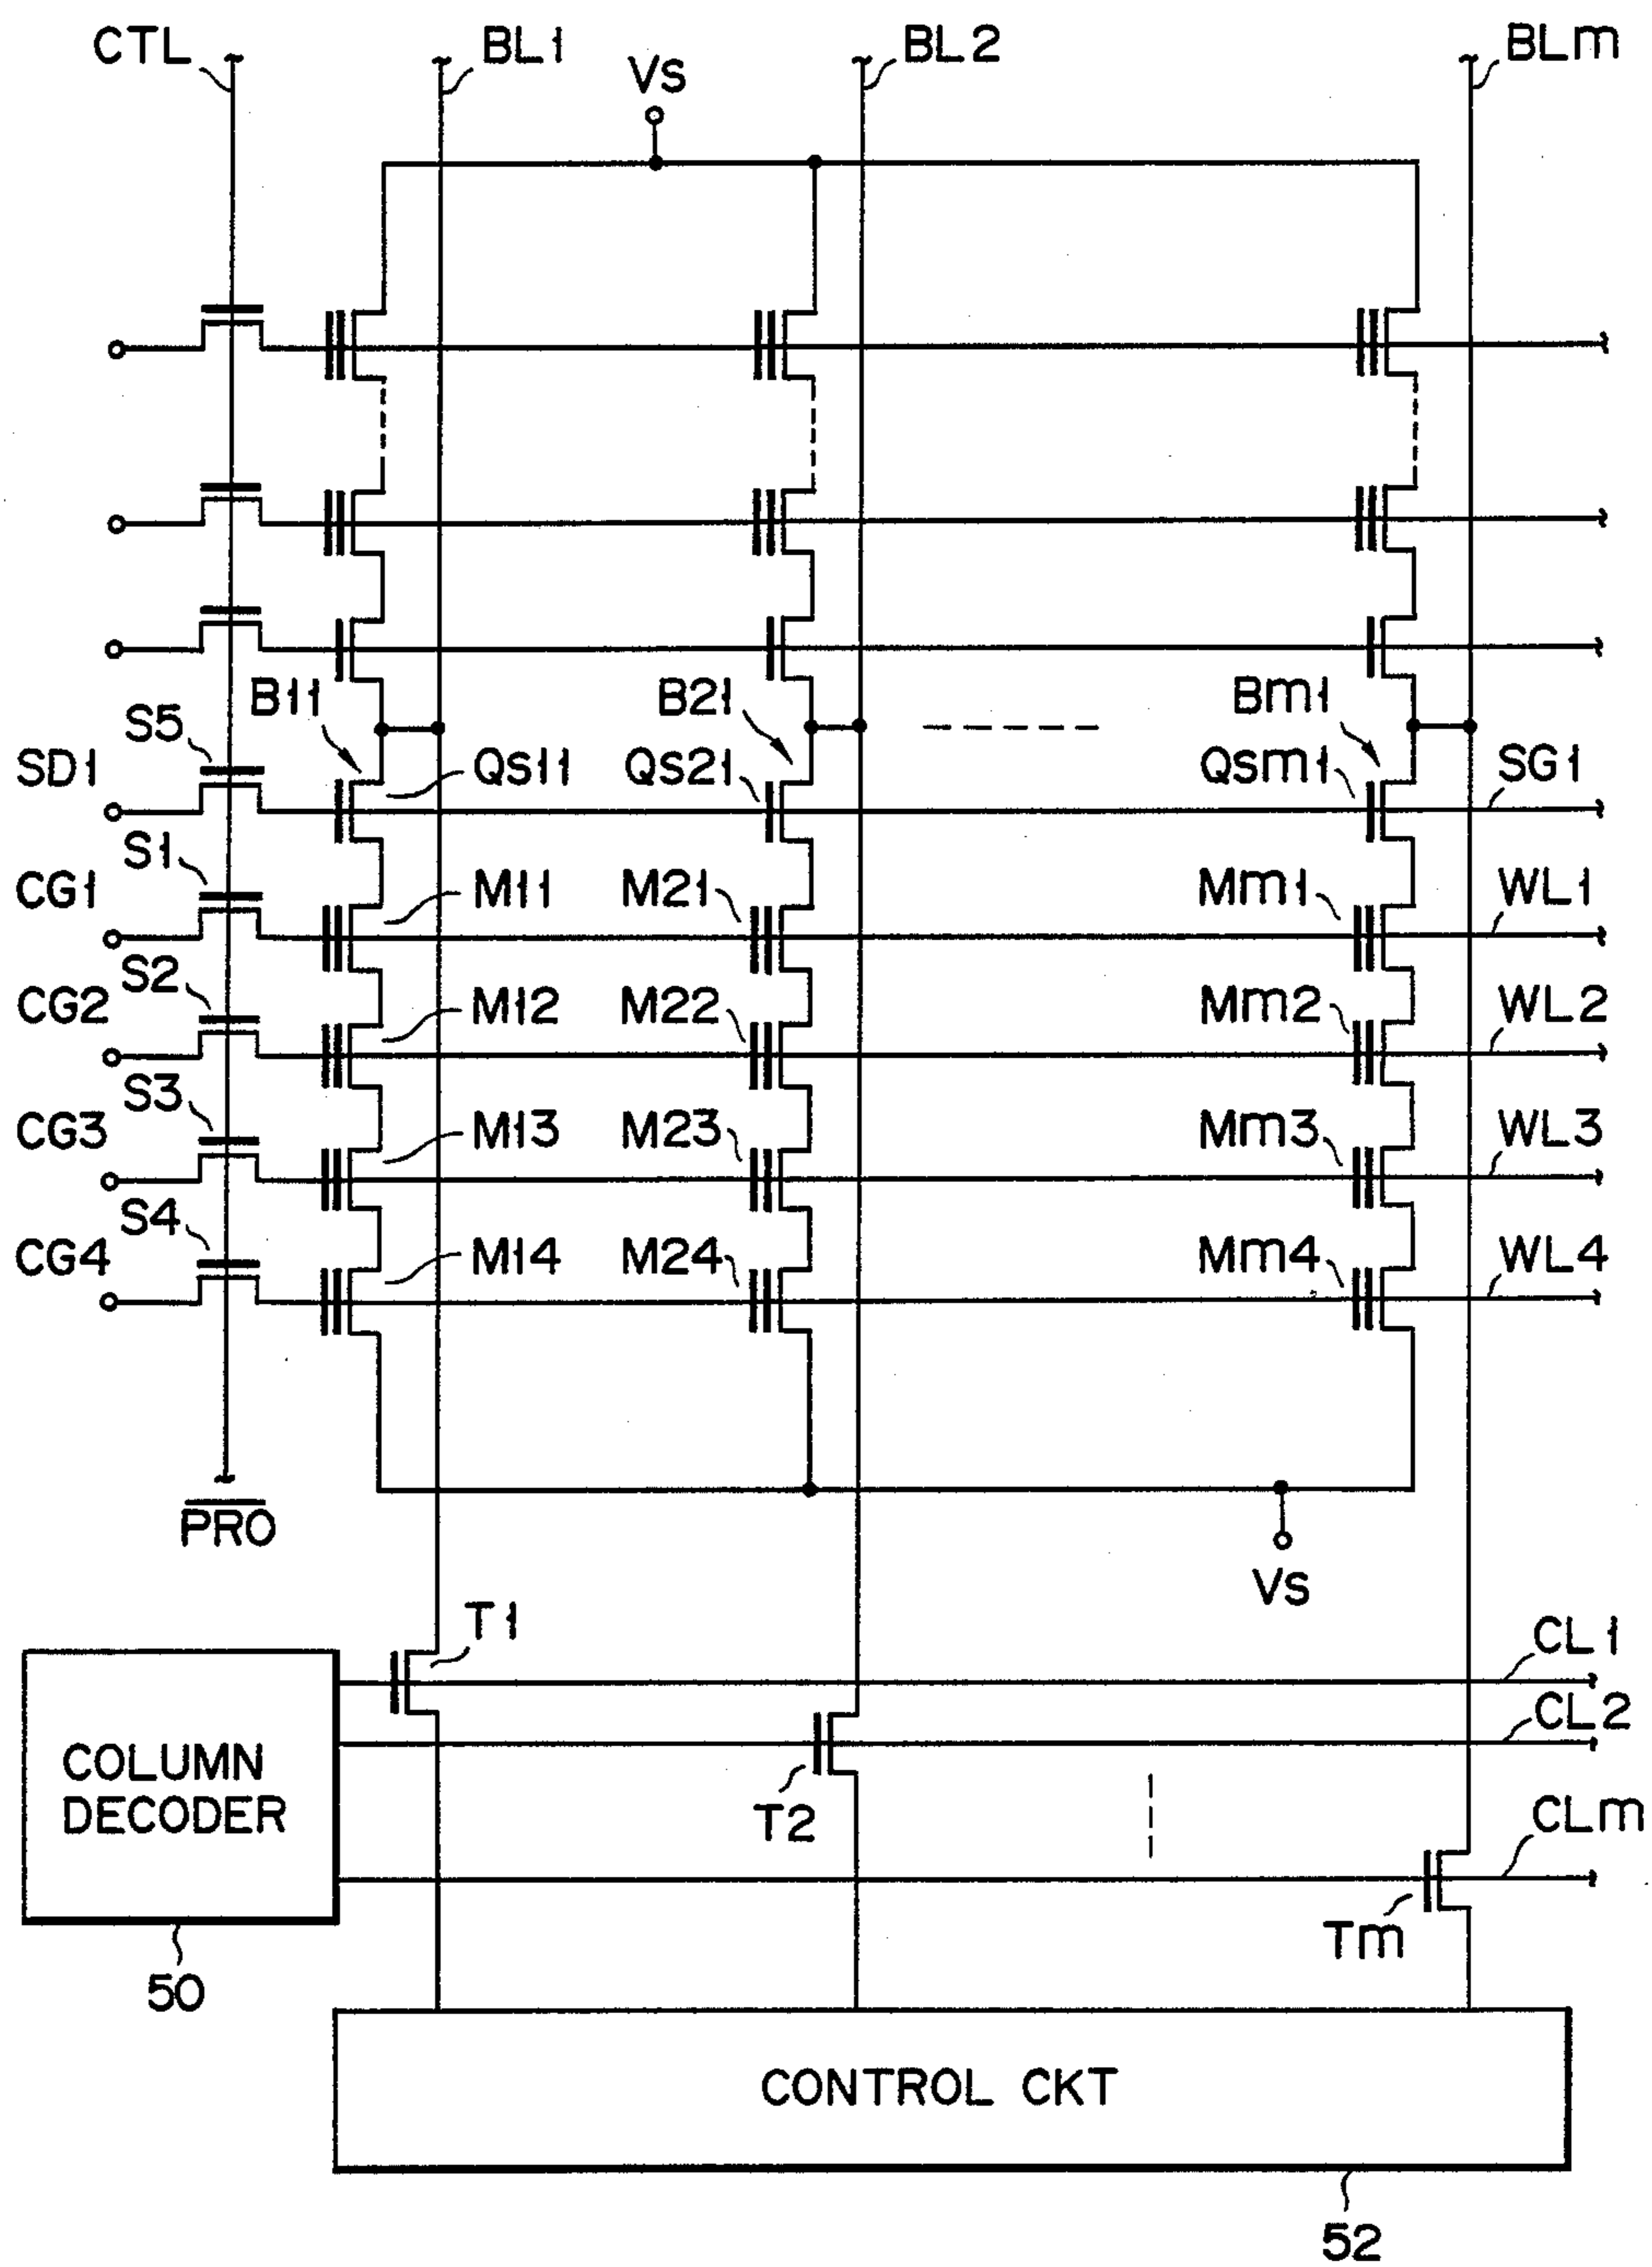 CTL BL1 Vs BL2 BLm
B11 B21 Bm1
S5
SD1 Qs11 Qs21 Qsm1 SG1
S1
CG1 M11 M21 Mm1 WL1
S2
CG2 M12 M22 Mm2 WL2
S3
CG3 M13 M23 Mm3 WL3
S4
CG4 M14 M24 Mm4 WL4
P̅R̅O̅
Vs
T1 CL1
CL2
COLUMN
DECODER
T2 CLm
Tm
50
CONTROL CKT
52